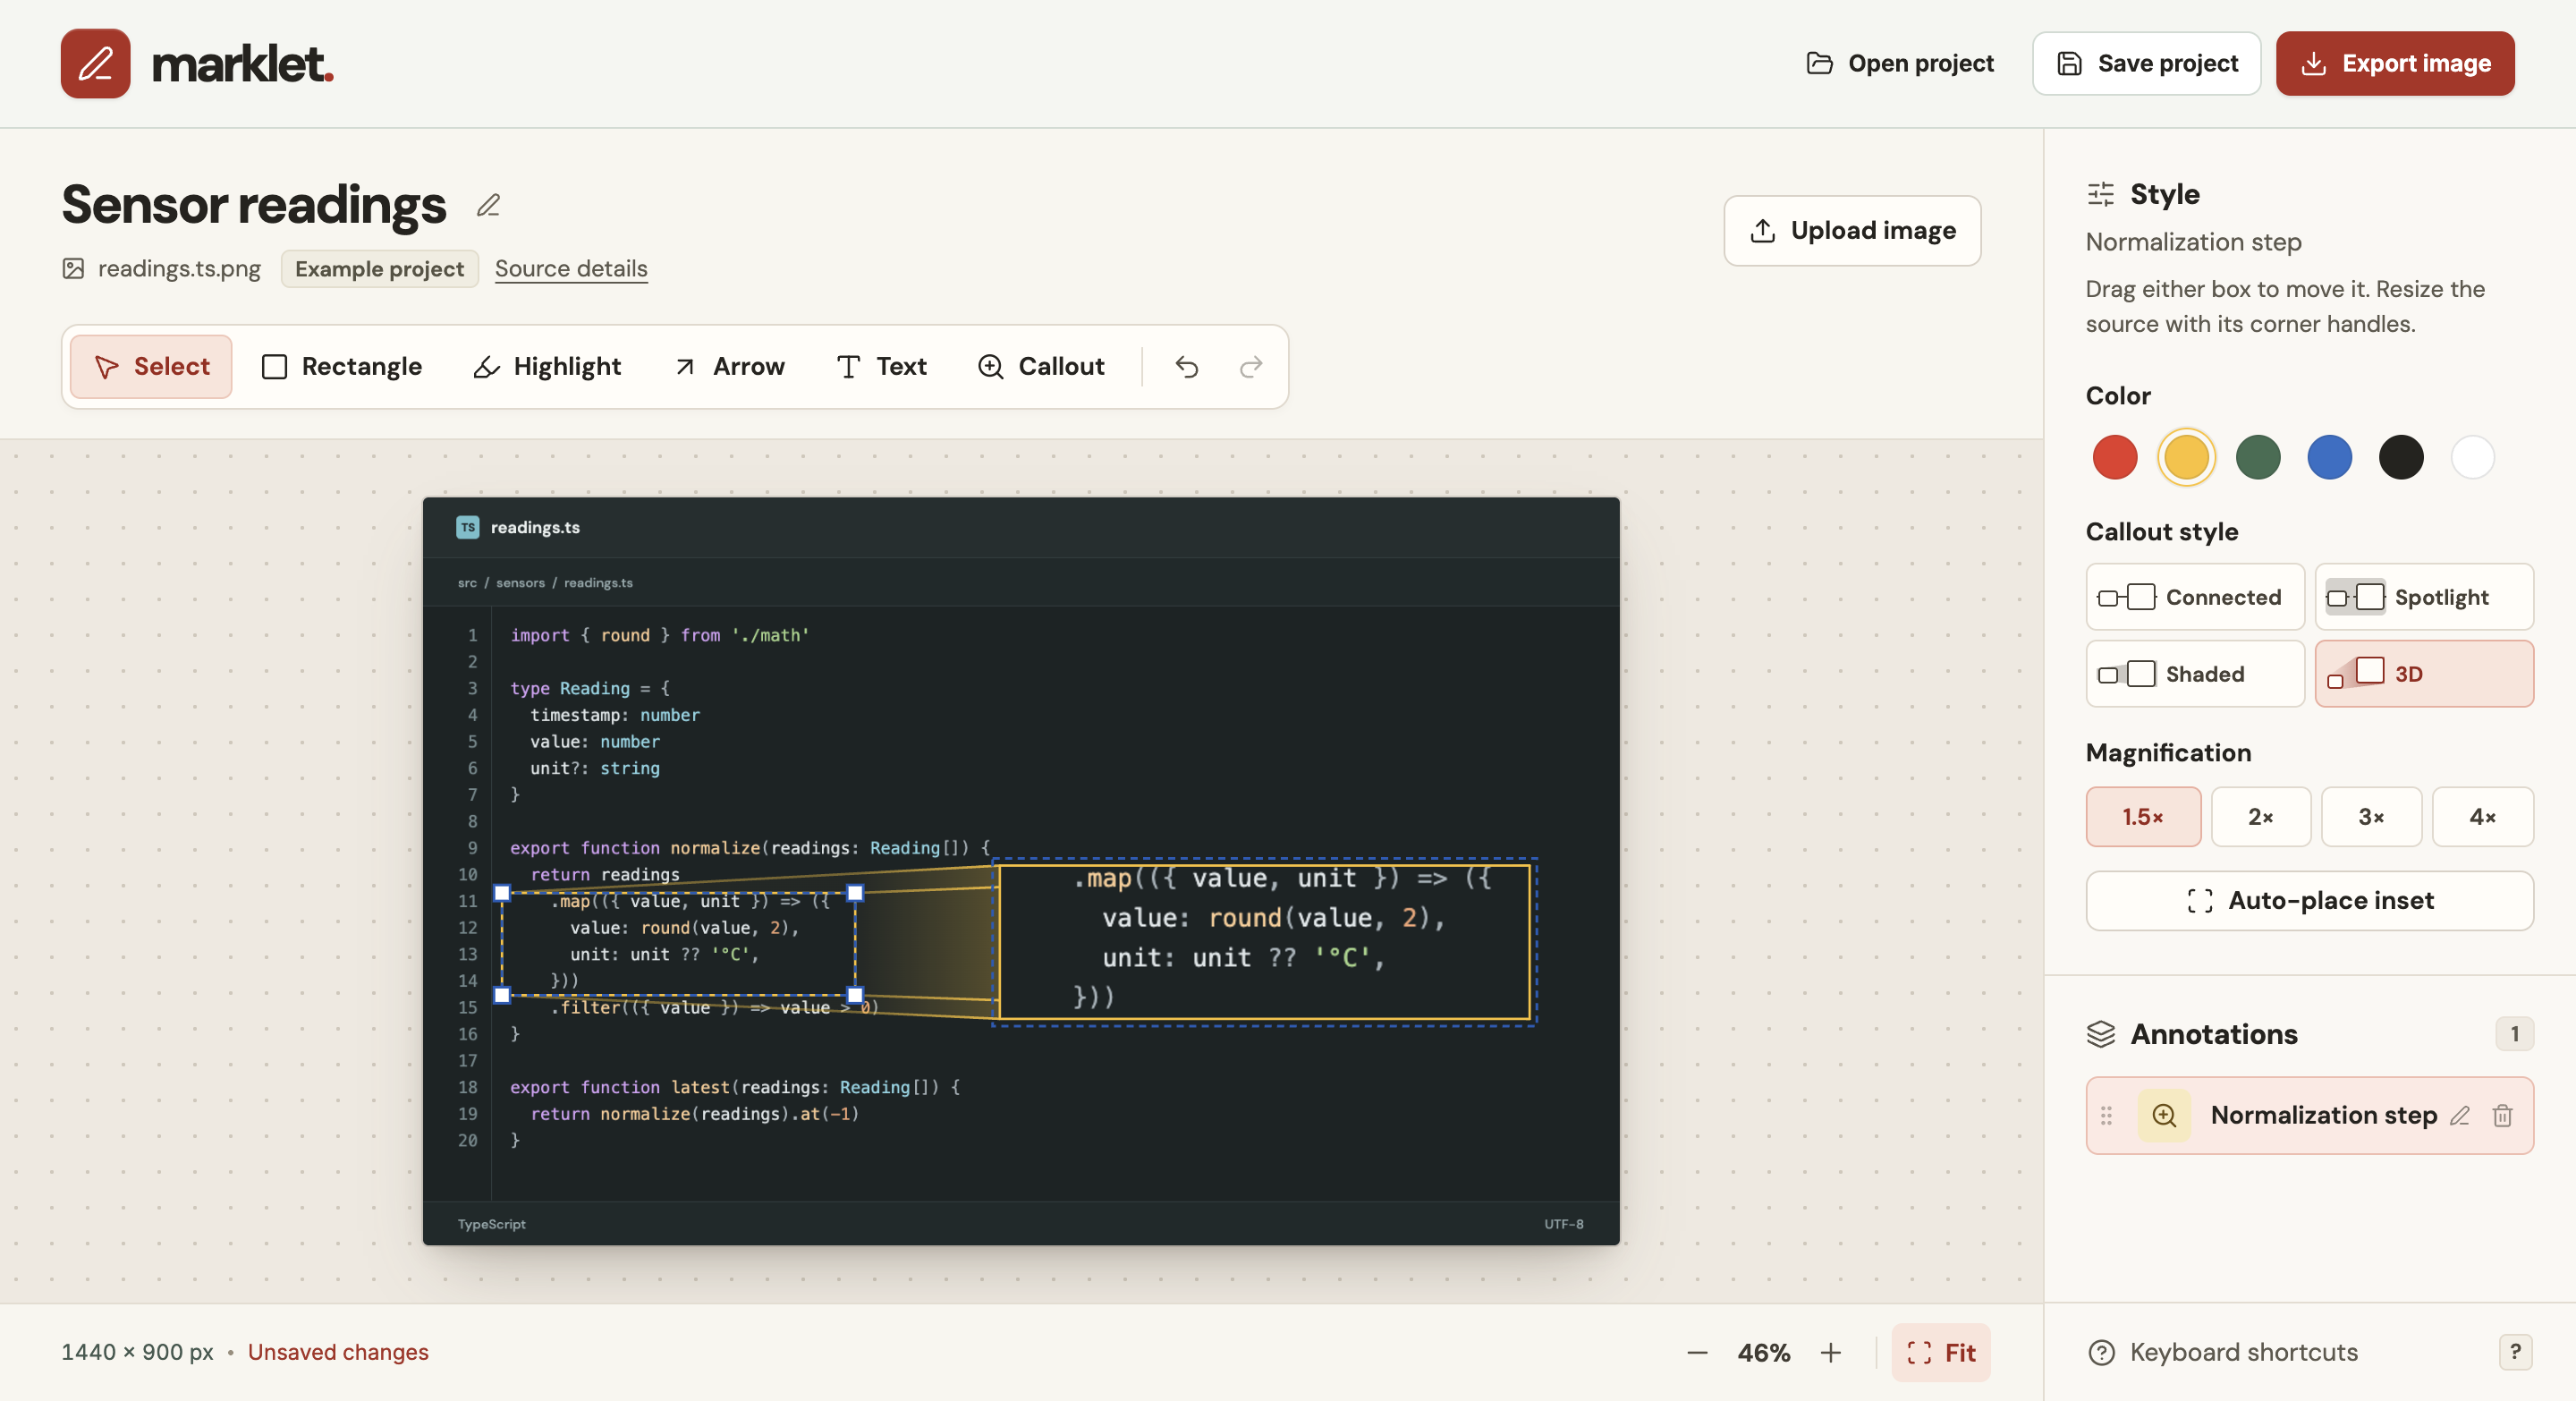 marklet.
Open project
Save project
Export image
Sensor readings
readings.ts.png
Example project
Source details
Upload image
Select
Rectangle
Highlight
Arrow
Text
Callout
TS readings.ts
src / sensors / readings.ts
1 import { round } from './math'
2
3 type Reading = {
4   timestamp: number
5   value: number
6   unit?: string
7 }
8
9 export function normalize(readings: Reading[]) {
10   return readings
11     .map(({ value, unit }) => ({
12       value: round(value, 2),
13       unit: unit ?? '°C',
14     }))
15     .filter(({ value }) => value > 0)
16 }
17
18 export function latest(readings: Reading[]) {
19   return normalize(readings).at(-1)
20 }
.map(({ value, unit }) => ({
  value: round(value, 2),
  unit: unit ?? '°C',
}))
TypeScript
UTF-8
1440 × 900 px • Unsaved changes
46%
Fit
Style
Normalization step
Drag either box to move it. Resize the
source with its corner handles.
Color
Callout style
Connected
Spotlight
Shaded
3D
Magnification
1.5×
2×
3×
4×
Auto-place inset
Annotations
1
Normalization step
Keyboard shortcuts
?